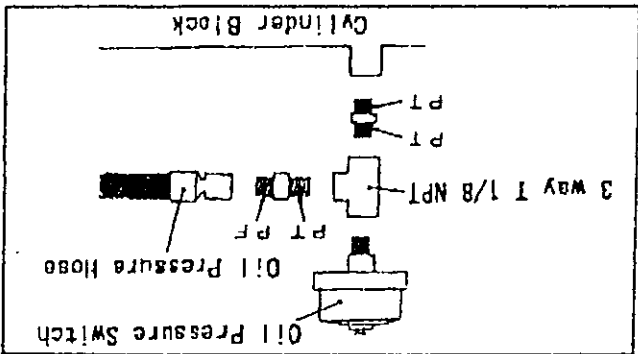 Oil Pressure Switch
Oil Pressure Hose
PT PF
3 way T 1/8 NPT
PT
PT
Cylinder Block